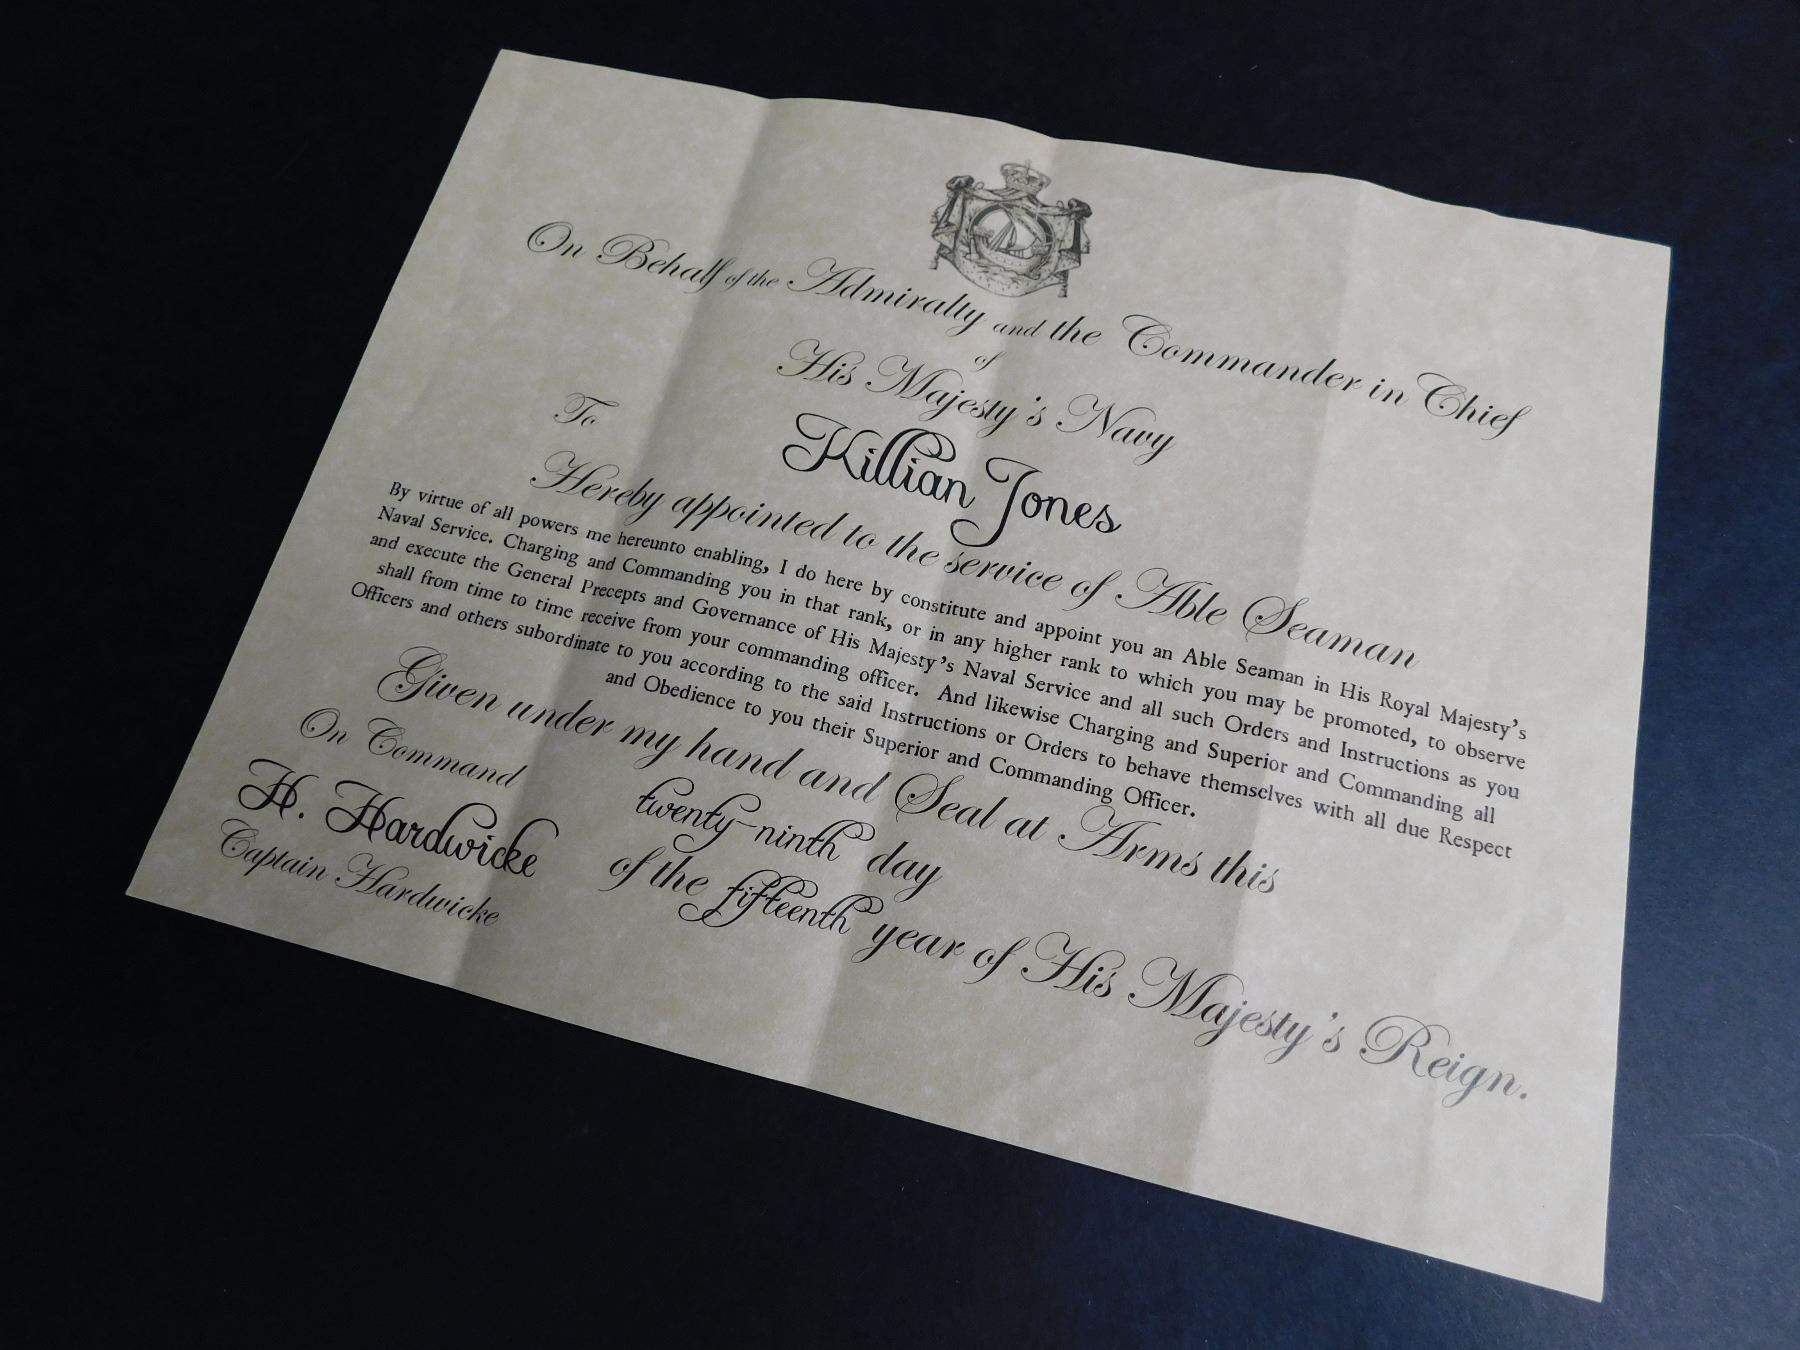 On Behalf of the Admiralty and the Commander in Chief
of
His Majesty's Navy
To
Killian Jones
Hereby appointed to the service of Able Seaman
By virtue of all powers me hereunto enabling, I do here by constitute and appoint you an Able Seaman in His Royal Majesty's
Naval Service. Charging and Commanding you in that rank, or in any higher rank to which you may be promoted, to observe
and execute the General Precepts and Governance of His Majesty's Naval Service and all such Orders and Instructions as you
shall from time to time receive from your commanding officer. And likewise Charging and Superior and Commanding all
Officers and others subordinate to you according to the said Instructions or Orders to behave themselves with all due Respect
and Obedience to you their Superior and Commanding Officer.
Given under my hand and Seal at Arms this
On Command
twenty-ninth day
H. Hardwicke
of the fifteenth year of His Majesty's Reign.
Captain Hardwicke